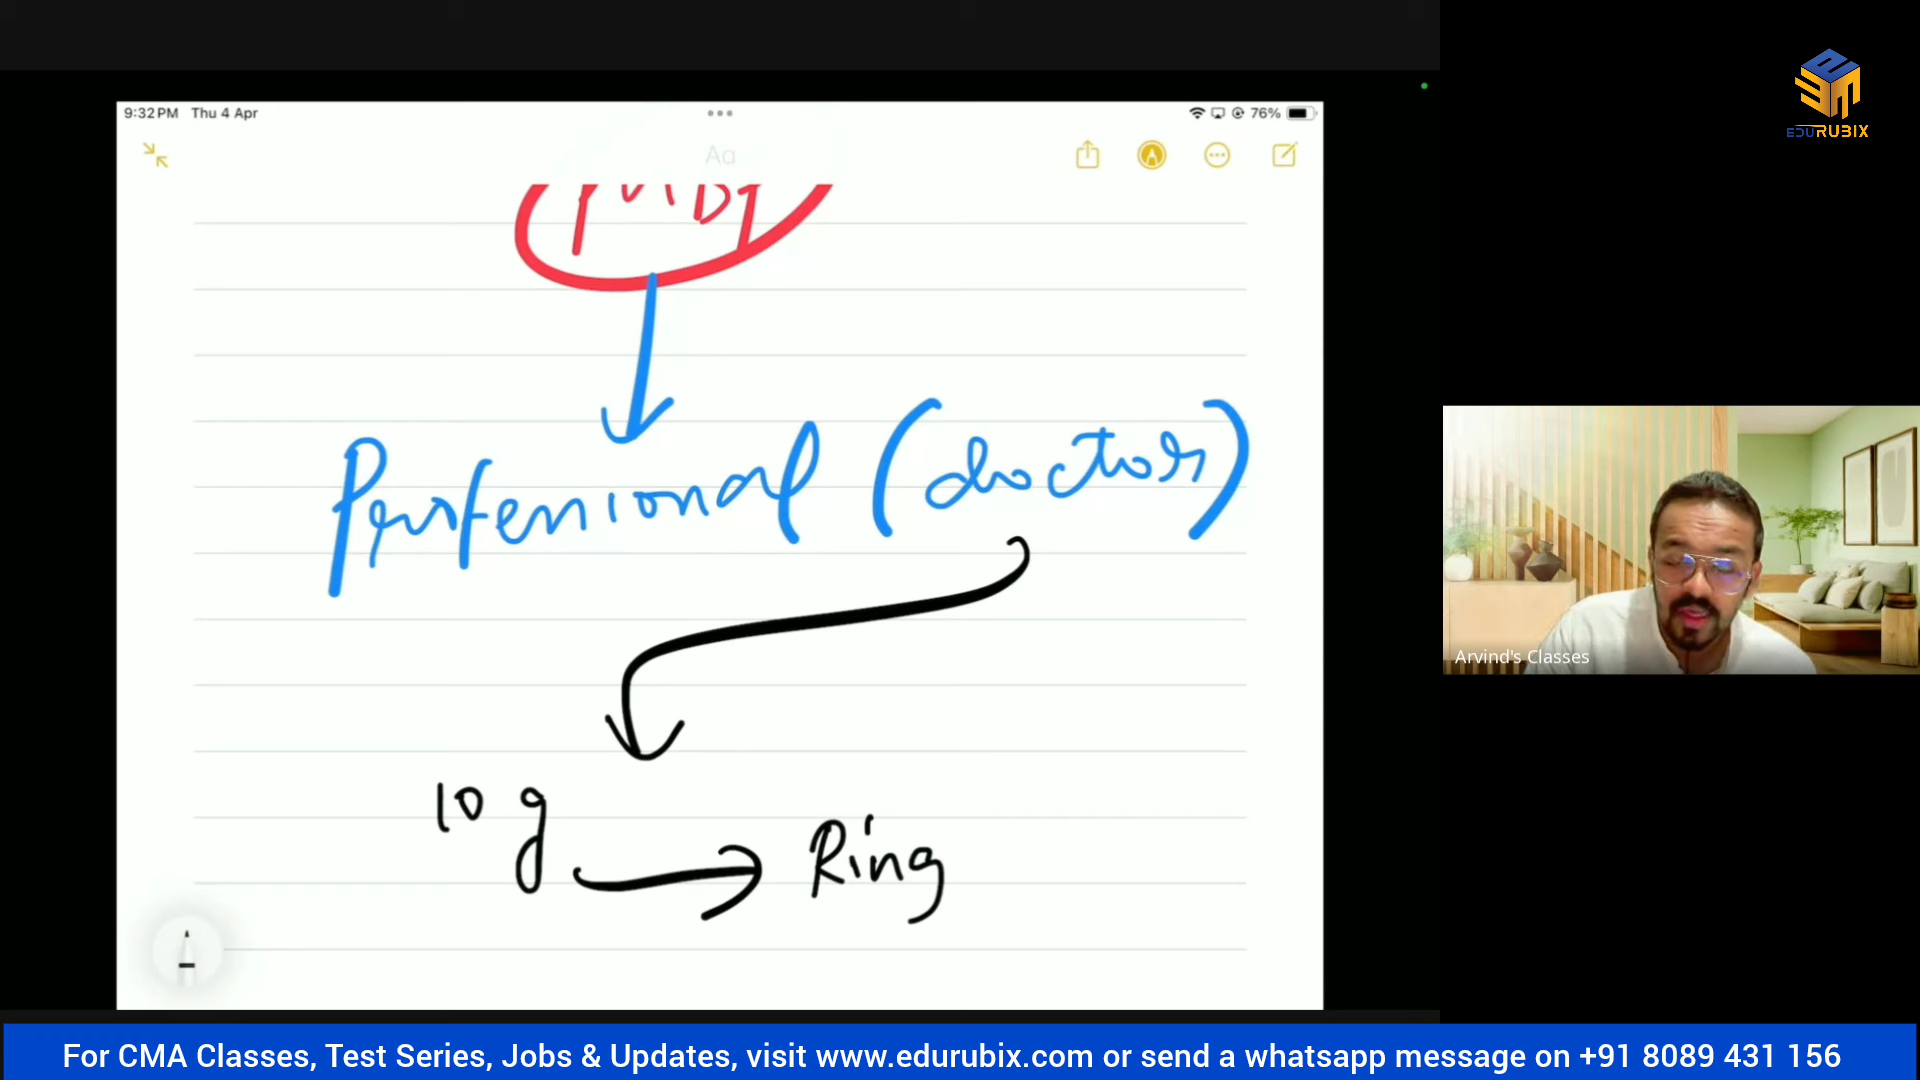 9:32 PM Thu 4 Apr
76%
Aa
EDURUBIX
Professional (doctor)
10 g
Ring
Arvind's Classes
For CMA Classes, Test Series, Jobs & Updates, visit www.edurubix.com or send a whatsapp message on +91 8089 431 156